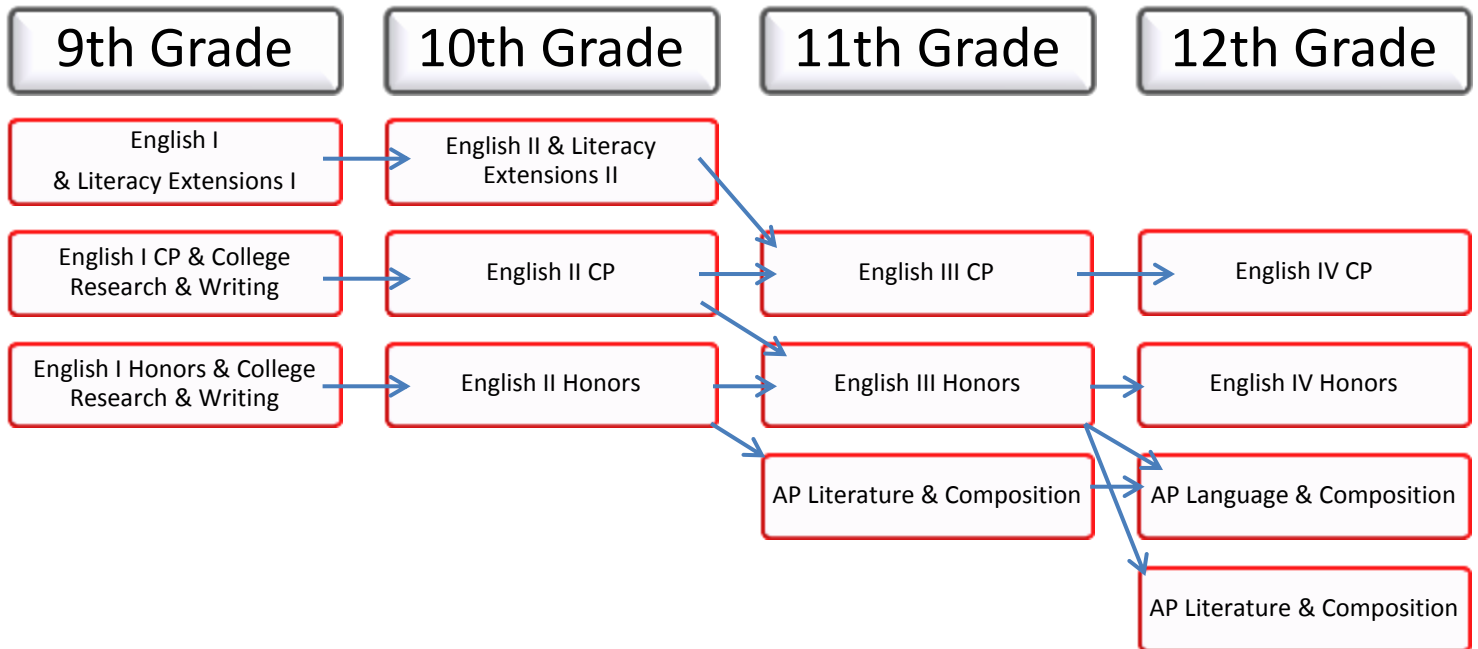 9th Grade
10th Grade
11th Grade
12th Grade
English I
& Literacy Extensions I
English II & Literacy
Extensions II
English I CP & College
Research & Writing
English II CP
English III CP
English IV CP
English I Honors & College
Research & Writing
English II Honors
English III Honors
English IV Honors
AP Literature & Composition
AP Language & Composition
AP Literature & Composition